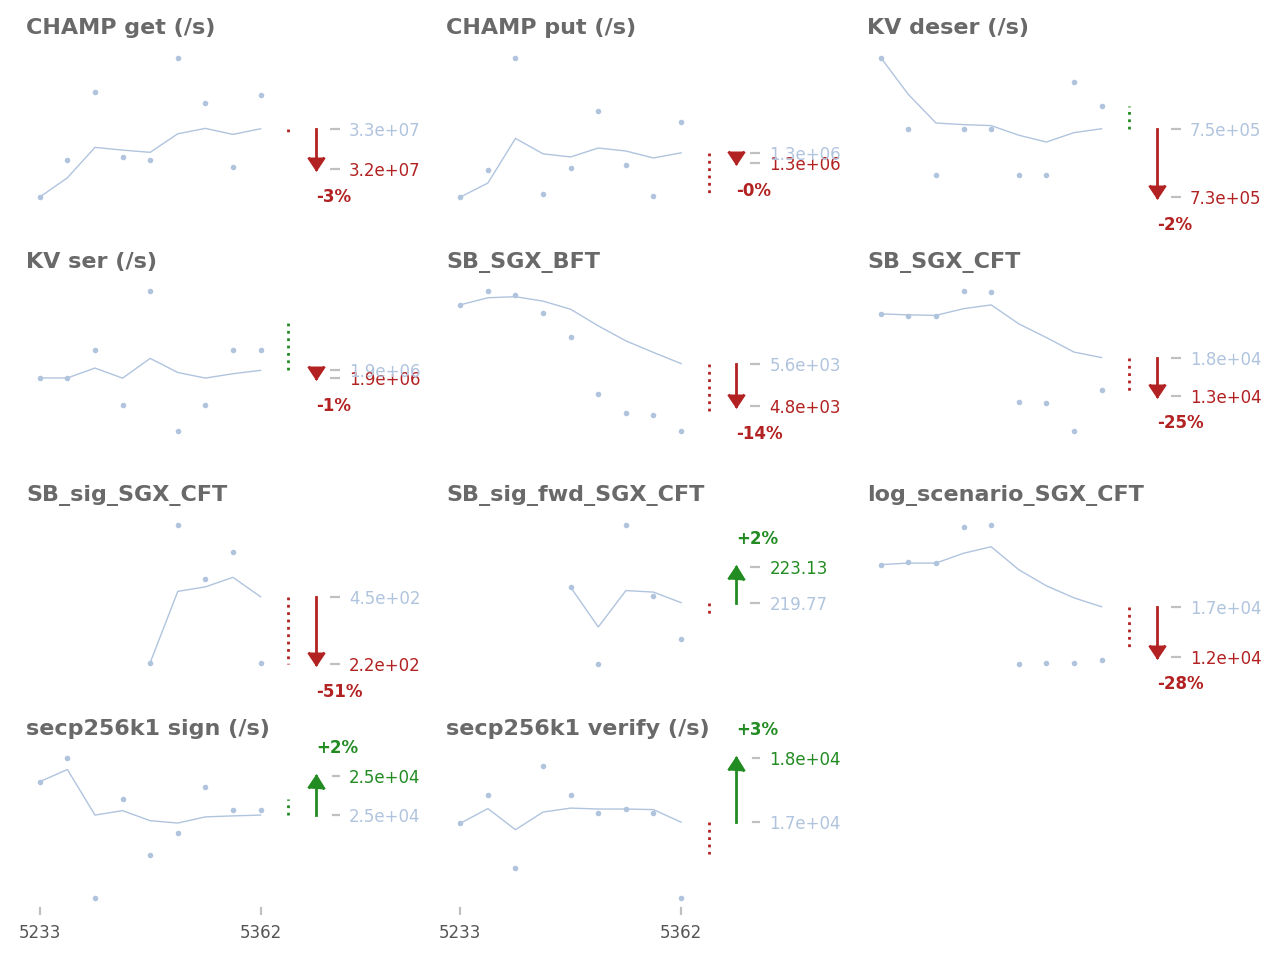 CHAMP get (/s)
3.3e+07
3.2e+07
-3%
CHAMP put (/s)
1.3e+06
1.3e+06
-0%
KV deser (/s)
7.5e+05
7.3e+05
-2%
KV ser (/s)
1.9e+06
1.9e+06
-1%
SB_SGX_BFT
5.6e+03
4.8e+03
-14%
SB_SGX_CFT
1.8e+04
1.3e+04
-25%
SB_sig_SGX_CFT
4.5e+02
2.2e+02
-51%
SB_sig_fwd_SGX_CFT
+2%
223.13
219.77
log_scenario_SGX_CFT
1.7e+04
1.2e+04
-28%
secp256k1 sign (/s)
+2%
2.5e+04
2.5e+04
5233
5362
secp256k1 verify (/s)
+3%
1.8e+04
1.7e+04
5233
5362